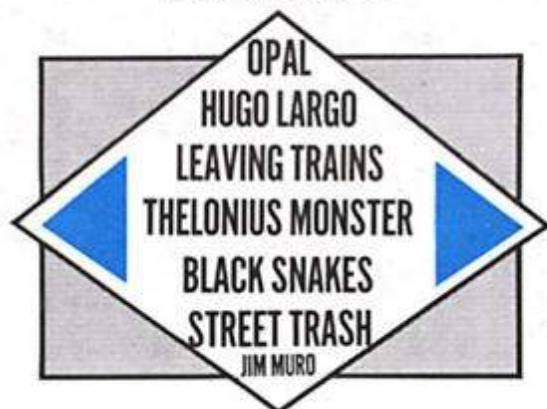 OPAL
HUGO LARGO
LEAVING TRAINS
THELONIUS MONSTER
BLACK SNAKES
STREET TRASH
JIM MURO